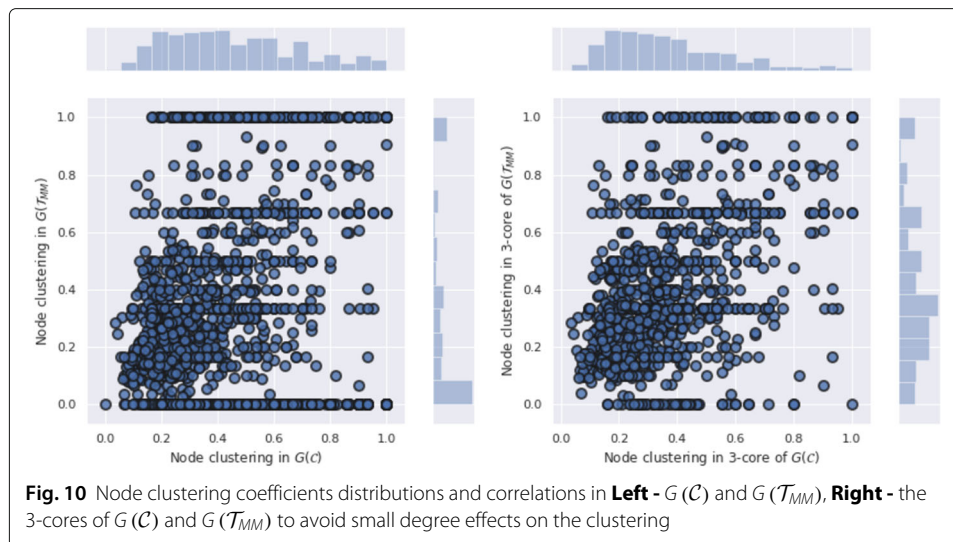 1.0
0.8
0.6
0.4
0.2
0.0
Node clustering in G(𝒯MM)
0.0 0.2 0.4 0.6 0.8 1.0
Node clustering in G(C)
1.0
0.8
0.6
0.4
0.2
0.0
Node clustering in 3-core of G(𝒯MM)
0.0 0.2 0.4 0.6 0.8 1.0
Node clustering in 3-core of G(C)
Fig. 10 Node clustering coefficients distributions and correlations in Left - G (C) and G (𝒯MM), Right - the
3-cores of G (C) and G (𝒯MM) to avoid small degree effects on the clustering